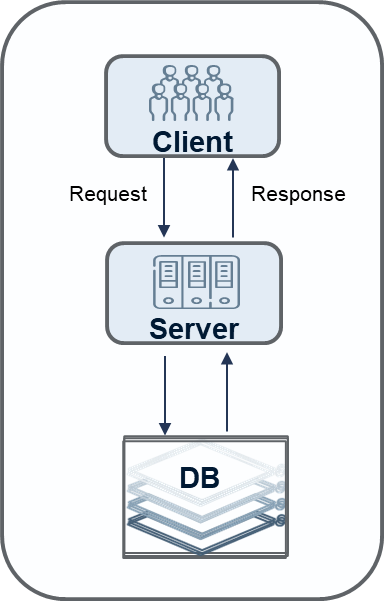 Client
Request
Response
Server
DB